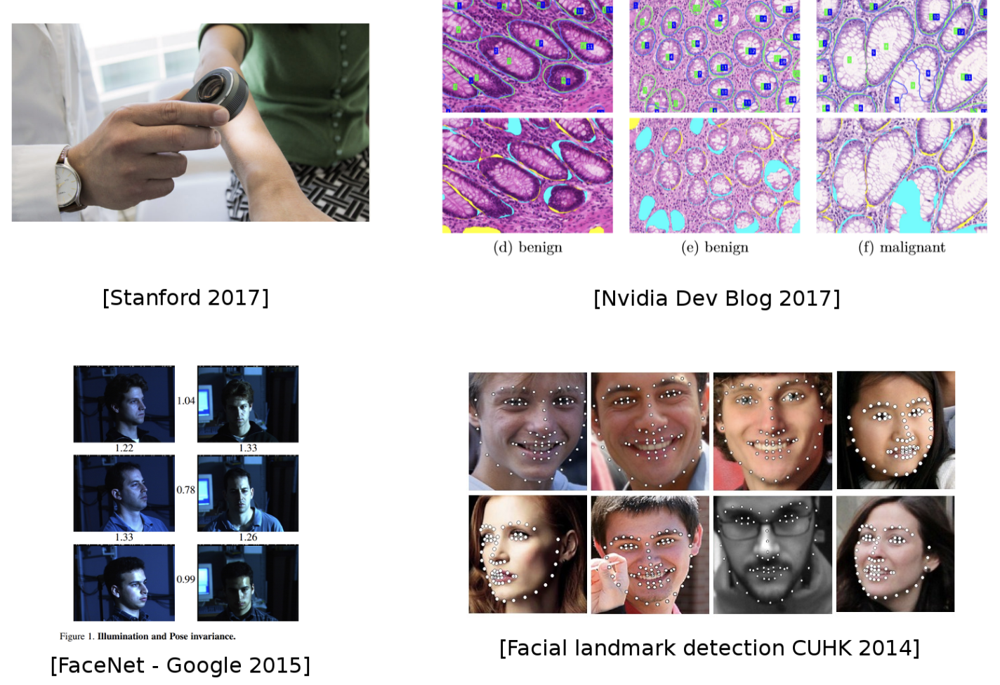 (d) benign
(e) benign
(f) malignant
[Stanford 2017]
[Nvidia Dev Blog 2017]
1.04
1.22
1.33
0.78
1.33
1.26
0.99
Figure 1. Illumination and Pose invariance.
[FaceNet - Google 2015]
[Facial landmark detection CUHK 2014]